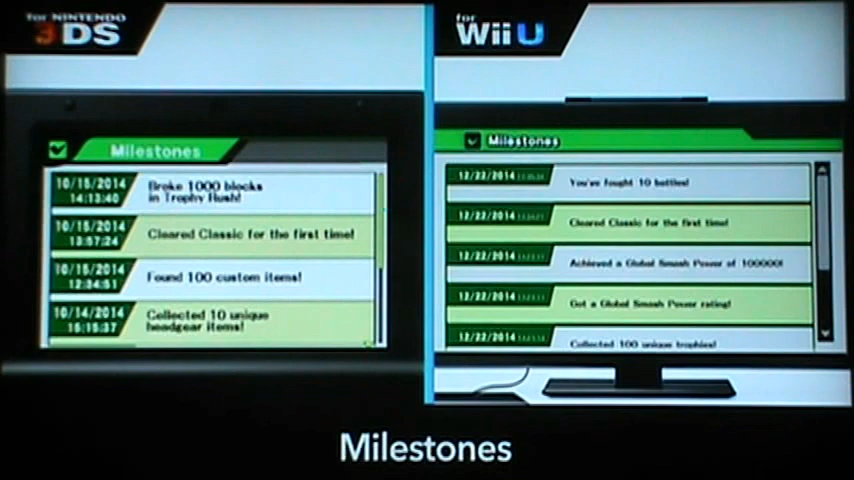 for NINTENDO
3DS
Milestones
10/15/2014
14:13:40
Broke 1000 blocks
in Trophy Rush!
10/15/2014
13:57:24
Cleared Classic for the first time!
10/15/2014
12:34:51
Found 100 custom items!
10/14/2014
15:15:37
Collected 10 unique
headgear items!
for
Wii U
Milestones
12/22/2014
You've fought 10 battles!
12/22/2014
Cleared Classic for the first time!
12/22/2014
Achieved a Global Smash Power of 100000!
12/22/2014
Got a Global Smash Power rating!
12/22/2014
Collected 100 unique trophies!
Milestones